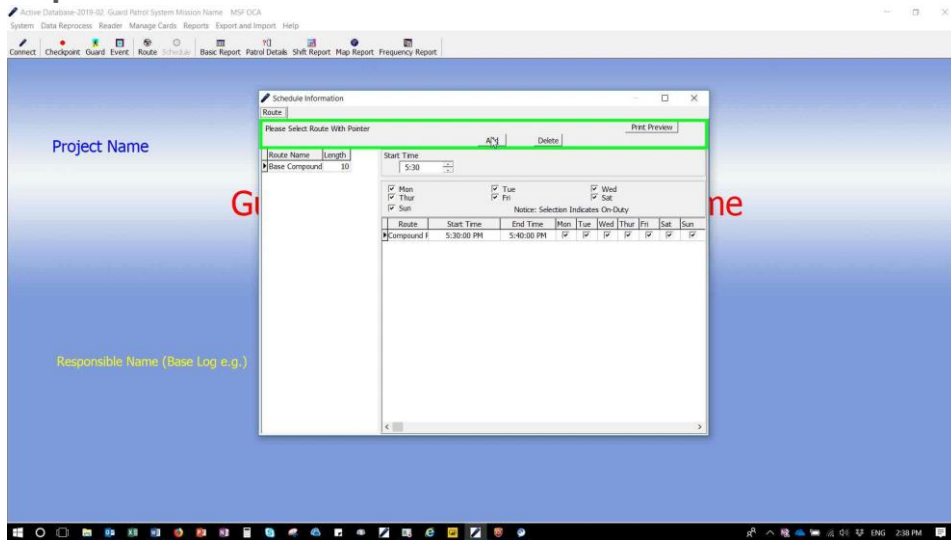 Active Database-2019-02 Guard Patrol System Mission Name MSF OCA
System Data Reprocess Reader Manage Cards Reports Export and Import Help
Connect Checkpoint Guard Event Route Schedule Basic Report Patrol Details Shift Report Map Report Frequency Report
Schedule Information
Route
Please Select Route With Pointer
Print Preview
Add Delete
Project Name
Route Name Length
Base Compound 10
Start Time
5:30
Mon Tue Wed
Thur Fri Sat
Sun Notice: Selection Indicates On-Duty
Route Start Time End Time Mon Tue Wed Thur Fri Sat Sun
Compound 5:30:00 PM 5:40:00 PM
Responsible Name (Base Log e.g.)
ENG 2:38 PM